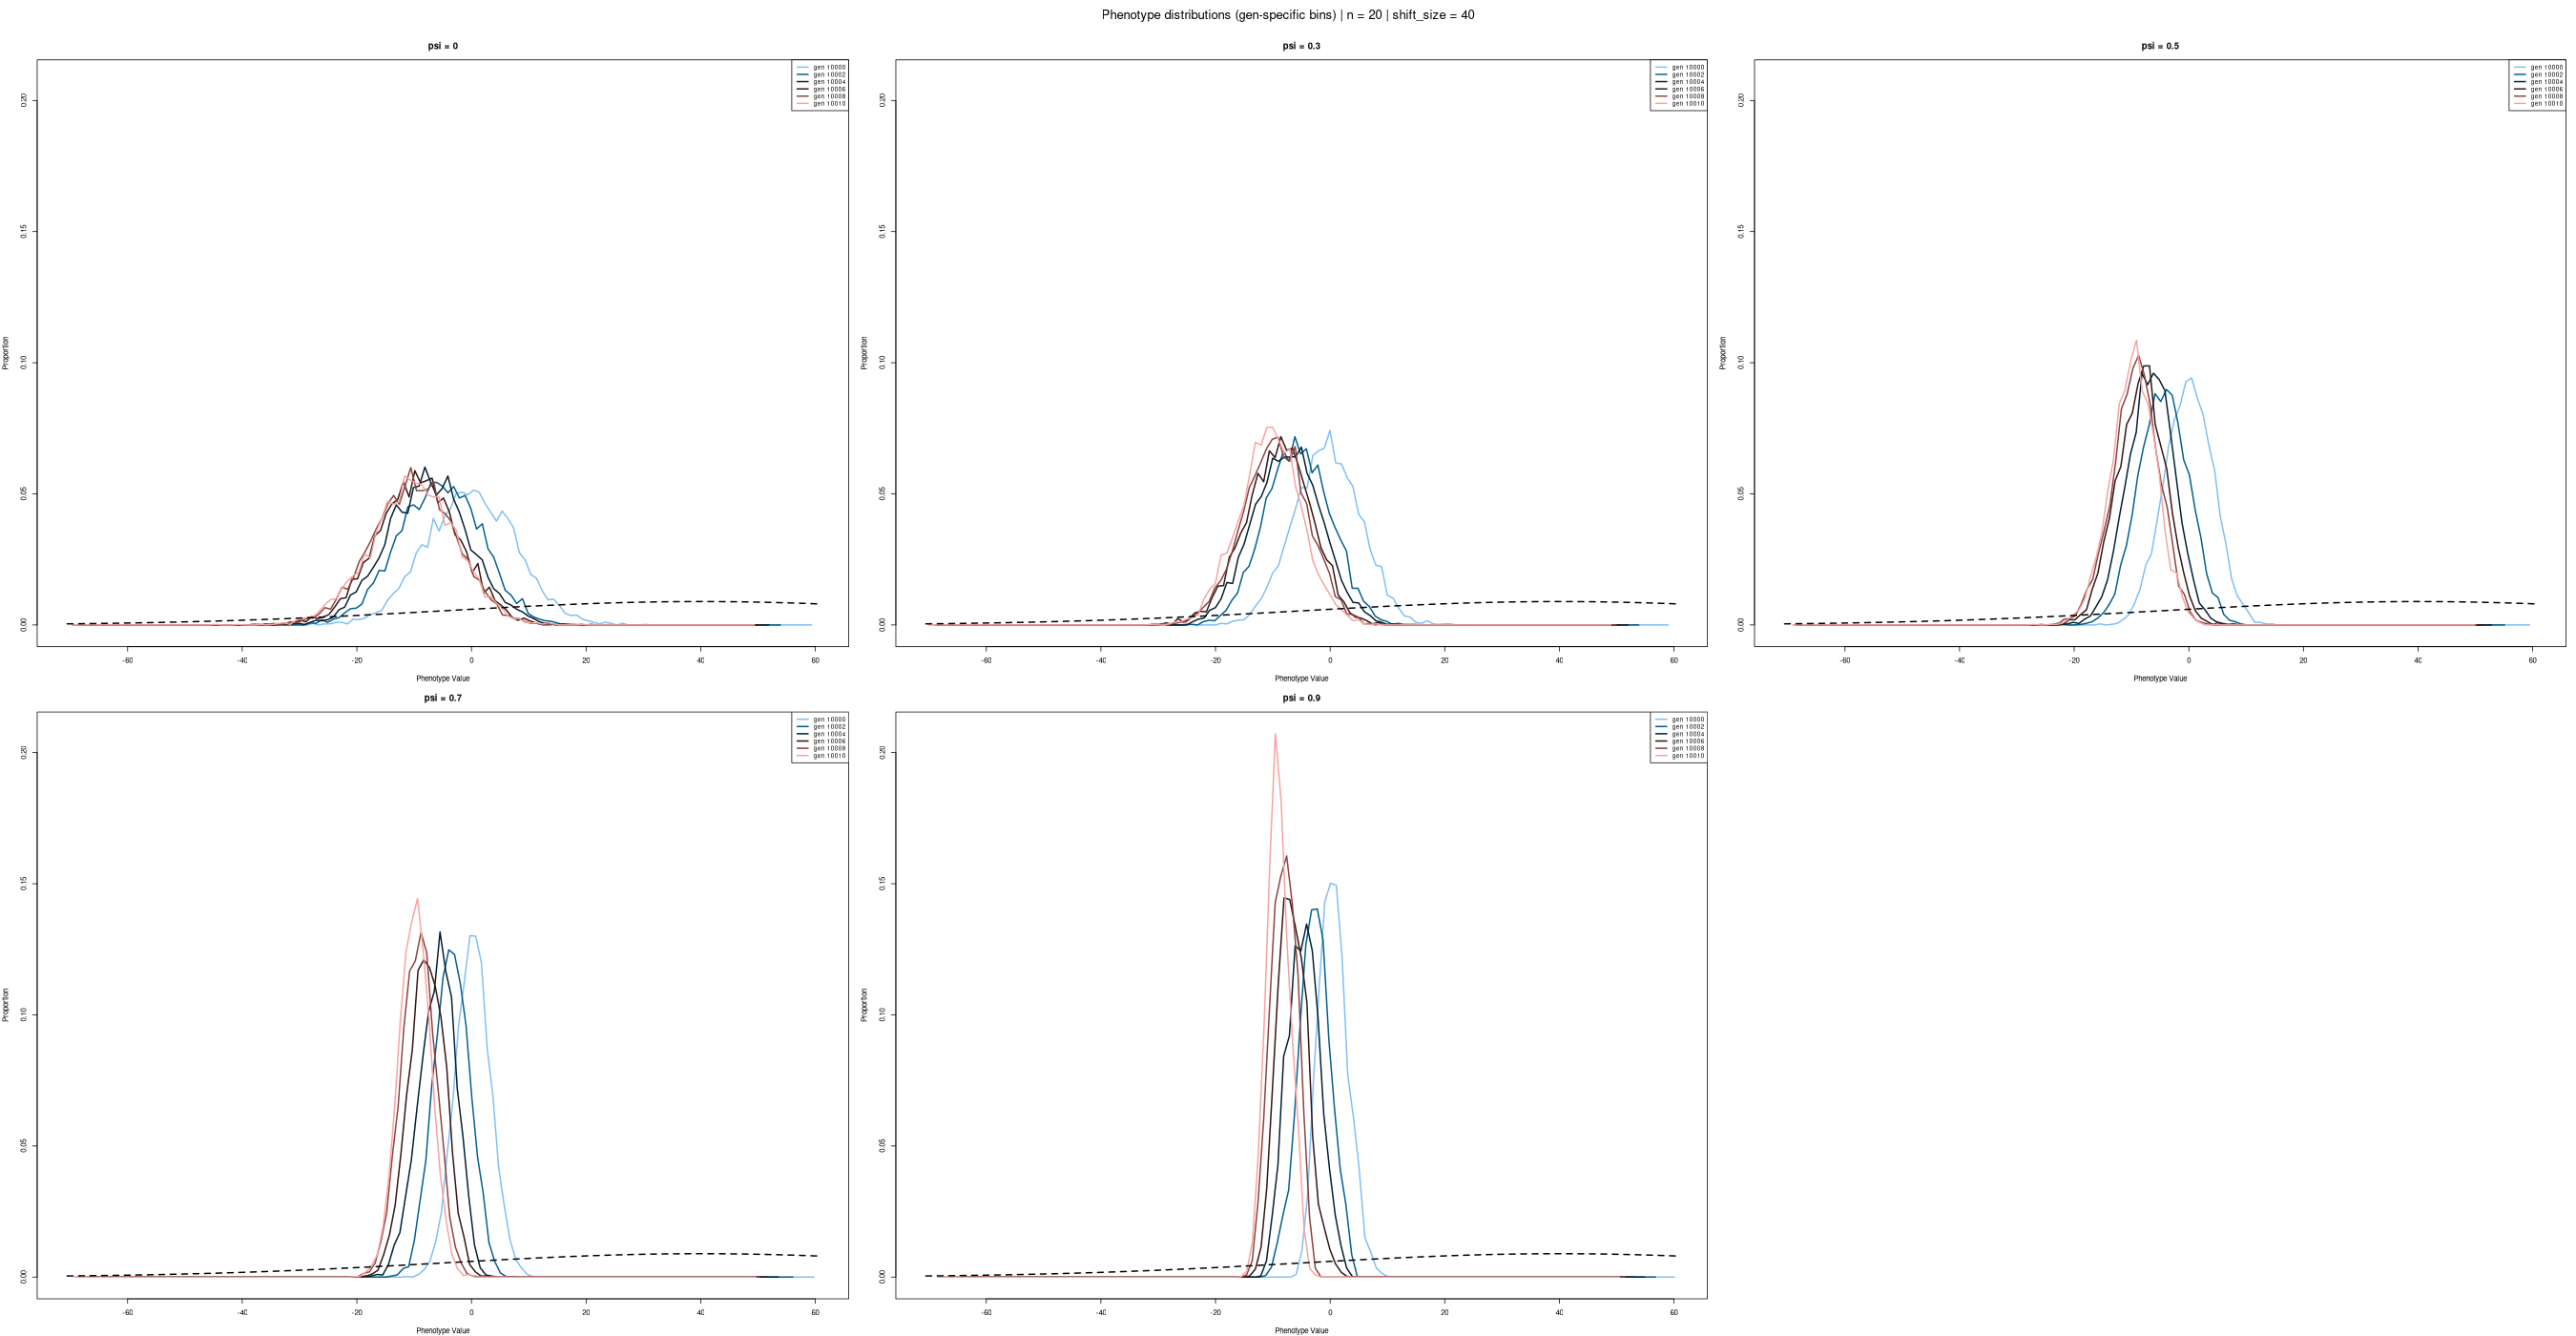 Phenotype distributions (gen-specific bins) | n = 20 | shift_size = 40
psi = 0
gen 10000
gen 10002
gen 10004
gen 10006
gen 10008
gen 10010
0.20
0.15
0.10
0.05
0.00
Proportion
-60 -40 -20 0 20 40 60
Phenotype Value
psi = 0.3
gen 10000
gen 10002
gen 10004
gen 10006
gen 10008
gen 10010
0.20
0.15
0.10
0.05
0.00
Proportion
-60 -40 -20 0 20 40 60
Phenotype Value
psi = 0.5
gen 10000
gen 10002
gen 10004
gen 10006
gen 10008
gen 10010
0.20
0.15
0.10
0.05
0.00
Proportion
-60 -40 -20 0 20 40 60
Phenotype Value
psi = 0.7
gen 10000
gen 10002
gen 10004
gen 10006
gen 10008
gen 10010
0.20
0.15
0.10
0.05
0.00
Proportion
-60 -40 -20 0 20 40 60
Phenotype Value
psi = 0.9
gen 10000
gen 10002
gen 10004
gen 10006
gen 10008
gen 10010
0.20
0.15
0.10
0.05
0.00
Proportion
-60 -40 -20 0 20 40 60
Phenotype Value